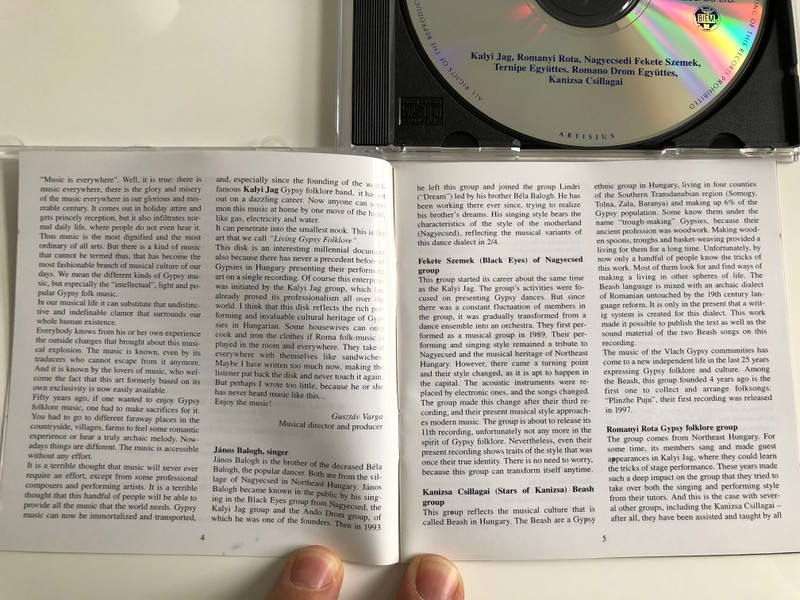 BIEM
ALL RIGHTS OF THE REPRODUC
NG OF THIS RECORD PROHIBITED
Kalyi Jag, Romanyi Rota, Nagyecsedi Fekete Szemek,
Ternipe Együttes, Romano Drom Együttes,
Kanizsa Csillagai
ARTISJUS
"Music is everywhere". Well, it is true: there is
music everywhere, there is the glory and misery
of the music everywhere in our glorious and mis-
erable century. It comes out in holiday attire and
gets princely reception, but it also infiltrates nor-
mal daily life, where people do not even hear it.
Thus music is the most dignified and the most
ordinary of all arts. But there is a kind of music
that cannot be termed thus, that has become the
most fashionable branch of musical culture of our
days. We mean the different kinds of Gypsy mu-
sic, but especially the "intellectual", light and po-
pular Gypsy folk music.
In our musical life it can substitute that undistinc-
tive and indefinable clamor that surrounds our
whole human existence.
Everybody knows from his or her own experience
the outside changes that brought about this musi-
cal explosion. The music is known, even by its
traducers who cannot escape from it anymore.
And it is known by the lovers of music, who wel-
come the fact that this art formerly based on its
own exclusivity is now easily available.
Fifty years ago, if one wanted to enjoy Gypsy
folklore music, one had to make sacrifices for it.
You had to go to different faraway places in the
countryside, villages, farms to feel some romantic
experience or hear a truly archaic melody. Now-
adays things are different. The music is accessible
without any effort.
It is a terrible thought that music will never ever
require an effort, except from some professional
composers and performing artists. It is a terrible
thought that this handful of people will be able to
provide all the music that the world needs. Gypsy
music can now be immortalized and transported,
and, especially since the founding of the
famous Kalyi Jag Gypsy folklore band, it has
out on a dazzling career. Now anyone can
mon this music at home by one move of the
like gas, electricity and water.
It can penetrate into the smallest nook. This is
art that we call "Living Gypsy Folklore".
This disk is an interesting millennial document
also because there has never a precedent before of
Gypsies in Hungary presenting their perform
art on a single recording. Of course this enterprise
was initiated by the Kalyi Jag group, which
already proved its professionalism all over
world. I think that this disk reflects the rich per-
forming and invaluable cultural heritage of Gyp-
sies in Hungarian. Some housewives can only
cook and iron the clothes if Roma folk-music is
played in the room and everywhere. They take it
everywhere with themselves like sandwiches.
Maybe I have written too much now, making the
listener put back the disk and never touch it again.
But perhaps I wrote too little, because he or she
has never heard music like this...
Enjoy the music!
Gusztáv Varga
Musical director and producer
János Balogh, singer
János Balogh is the brother of the deceased Béla
Balogh, the popular dancer. Both are from the vil-
lage of Nagyecsed in Northeast Hungary. János
Balogh became known in the public by his sing-
ing in the Black Eyes group from Nagyecsed, the
Kalyi Jag group and the Ando Drom group, of
which he was one of the founders. Then in 1993
4
he left this group and joined the group Lindri
("Dream") led by his brother Béla Balogh. He has
been working there ever since, trying to realize
his brother's dreams. His singing style bears the
characteristics of the style of the motherland
(Nagyecsed), reflecting the musical variants of
this dance dialect in 2/4.
Fekete Szemek (Black Eyes) of Nagyecsed
group
This group started its career about the same time
as the Kalyi Jag. The group's activities were fo-
cused on presenting Gypsy dances. But since
there was a constant fluctuation of members in
the group, it was gradually transformed from a
dance ensemble into an orchestra. They first per-
formed as a musical group in 1989. Their per-
forming and singing style remained a tribute to
Nagyecsed and the musical heritage of Northeast
Hungary. However, there came a turning point
and their style changed, as it is apt to happen in
the capital. The acoustic instruments were re-
placed by electronic ones, and the songs changed.
The group made this change after their third re-
cording, and their present musical style approach-
es modern music. The group is about to release its
11th recording, unfortunately not any more in the
spirit of Gypsy folklore. Nevertheless, even their
present recording shows traits of the style that was
once their true identity. There is no need to worry,
because this group can transform itself anytime.
Kanizsa Csillagai (Stars of Kanizsa) Beash
group
This group reflects the musical culture that is
called Beash in Hungary. The Beash are a Gypsy
ethnic group in Hungary, living in four counties
of the Southern Transdanubian region (Somogy,
Tolna, Zala, Baranya) and making up 6% of the
Gypsy population. Some know them under the
name "trough-making" Gypsies, because their
ancient profession was woodworking. Making wood-
en spoons, troughs and basket-weaving provided a
living for them for a long time. Unfortunately, by
now only a handful of people know the tricks of
this work. Most of them look for and find ways of
making a living in other spheres of life. The
Beash language is mixed with an archaic dialect
of Romanian untouched by the 19th century lan-
guage reform. It is only in the present that a writ-
ing system is created for this dialect. This work
made it possible to publish the text as well as the
sound material of the two Beash songs on this
recording.
The music of the Vlach Gypsy communities has
come to a new independent life in the last 25 years
expressing Gypsy folklore and culture. Among
the Beash, this group founded 4 years ago is the
first one to collect and arrange folksongs.
"Plinzhe Puju", their first recording was released
in 1997.
Romanyi Rota Gypsy folklore group
The group comes from Northeast Hungary. For
some time, its members sang and made guest
appearances in Kalyi Jag, where they could learn
the tricks of stage performance. These years made
such a deep impact on the group that they tried to
take over both the singing and performing style
from their tutors. And this is the case with sever-
al other groups, including the Kanizsa Csillagai –
after all, they have been assisted and taught by all
5